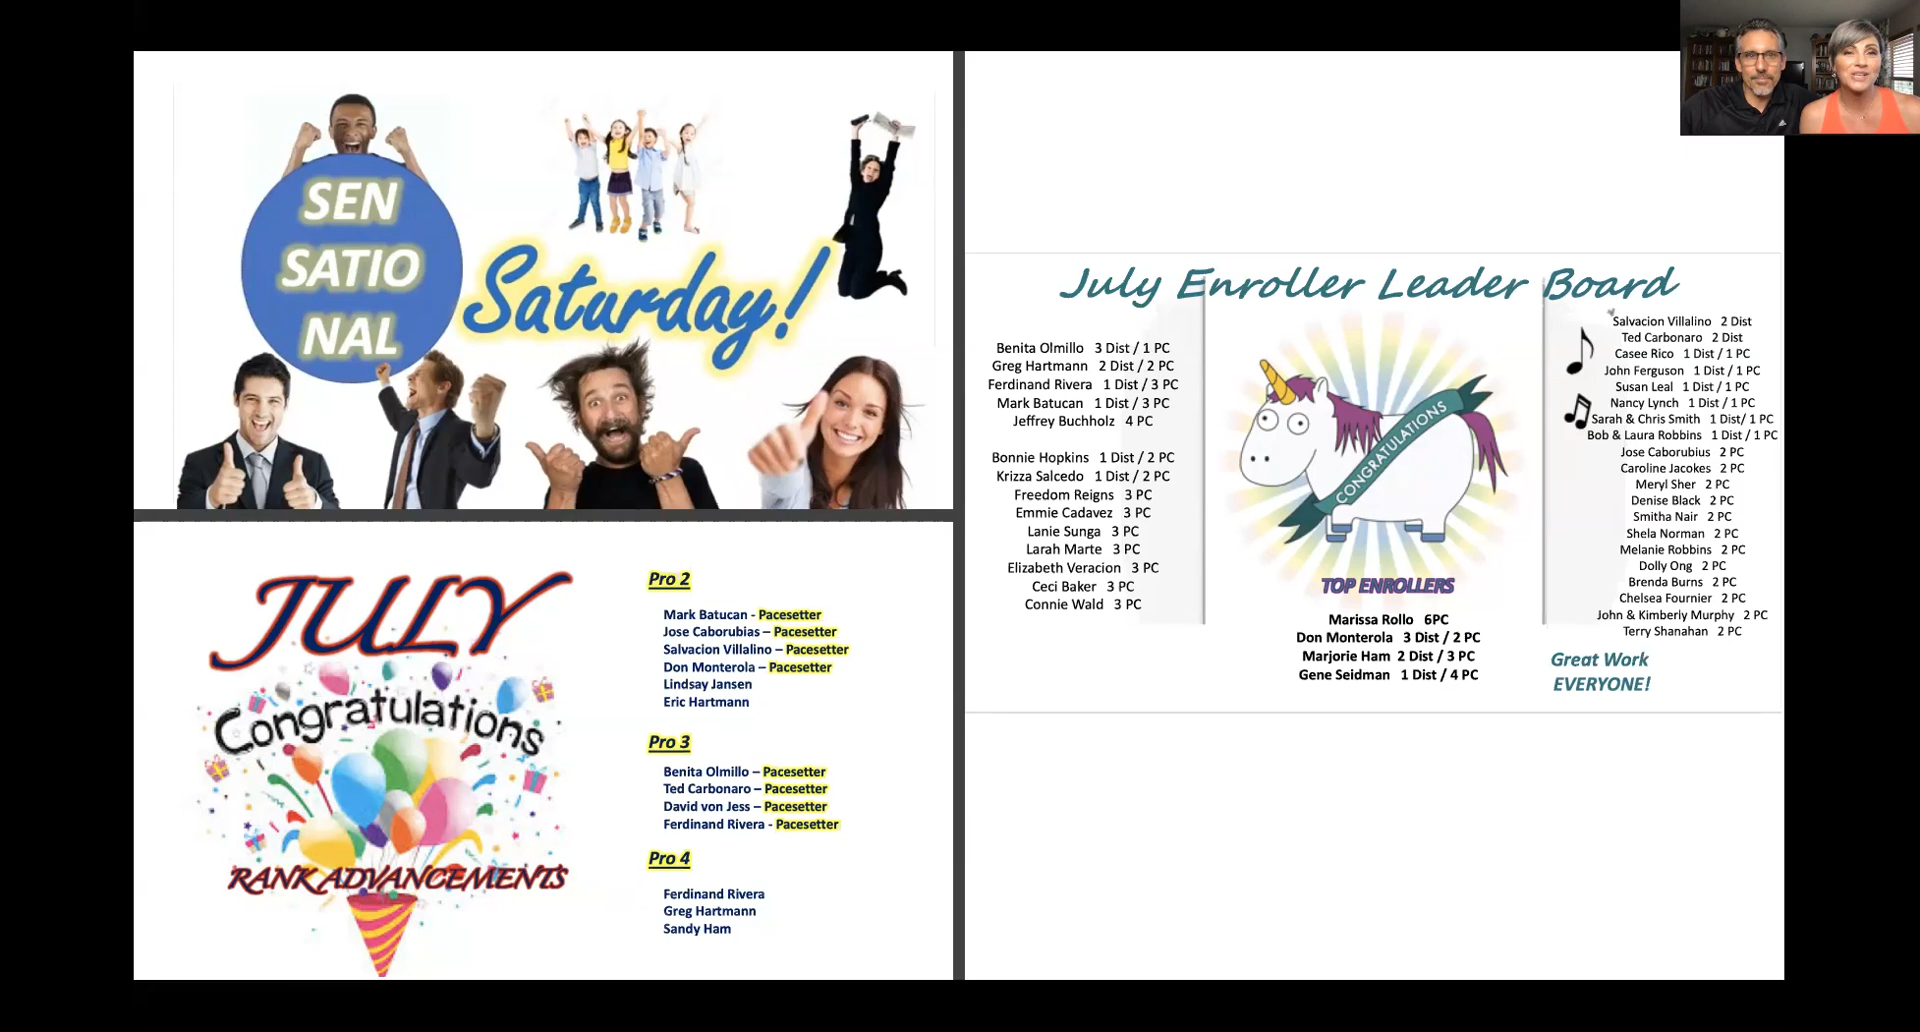 SEN
SATIO
NAL
Saturday!
JULY
Congratulations
RANK ADVANCEMENTS
Pro 2
Mark Batucan - Pacesetter
Jose Caborubias – Pacesetter
Salvacion Villalino – Pacesetter
Don Monterola – Pacesetter
Lindsay Jansen
Eric Hartmann
Pro 3
Benita Olmillo – Pacesetter
Ted Carbonaro – Pacesetter
David von Jess – Pacesetter
Ferdinand Rivera - Pacesetter
Pro 4
Ferdinand Rivera
Greg Hartmann
Sandy Ham
July Enroller Leader Board
Benita Olmillo 3 Dist / 1 PC
Greg Hartmann 2 Dist / 2 PC
Ferdinand Rivera 1 Dist / 3 PC
Mark Batucan 1 Dist / 3 PC
Jeffrey Buchholz 4 PC
Bonnie Hopkins 1 Dist / 2 PC
Krizza Salcedo 1 Dist / 2 PC
Freedom Reigns 3 PC
Emmie Cadavez 3 PC
Lanie Sunga 3 PC
Larah Marte 3 PC
Elizabeth Veracion 3 PC
Ceci Baker 3 PC
Connie Wald 3 PC
CONGRATULATIONS
TOP ENROLLERS
Marissa Rollo 6PC
Don Monterola 3 Dist / 2 PC
Marjorie Ham 2 Dist / 3 PC
Gene Seidman 1 Dist / 4 PC
Salvacion Villalino 2 Dist
Ted Carbonaro 2 Dist
Casee Rico 1 Dist / 1 PC
John Ferguson 1 Dist / 1 PC
Susan Leal 1 Dist / 1 PC
Nancy Lynch 1 Dist / 1 PC
Sarah & Chris Smith 1 Dist/ 1 PC
Bob & Laura Robbins 1 Dist / 1 PC
Jose Caborubius 2 PC
Caroline Jacokes 2 PC
Meryl Sher 2 PC
Denise Black 2 PC
Smitha Nair 2 PC
Shela Norman 2 PC
Melanie Robbins 2 PC
Dolly Ong 2 PC
Brenda Burns 2 PC
Chelsea Fournier 2 PC
John & Kimberly Murphy 2 PC
Terry Shanahan 2 PC
Great Work
EVERYONE!